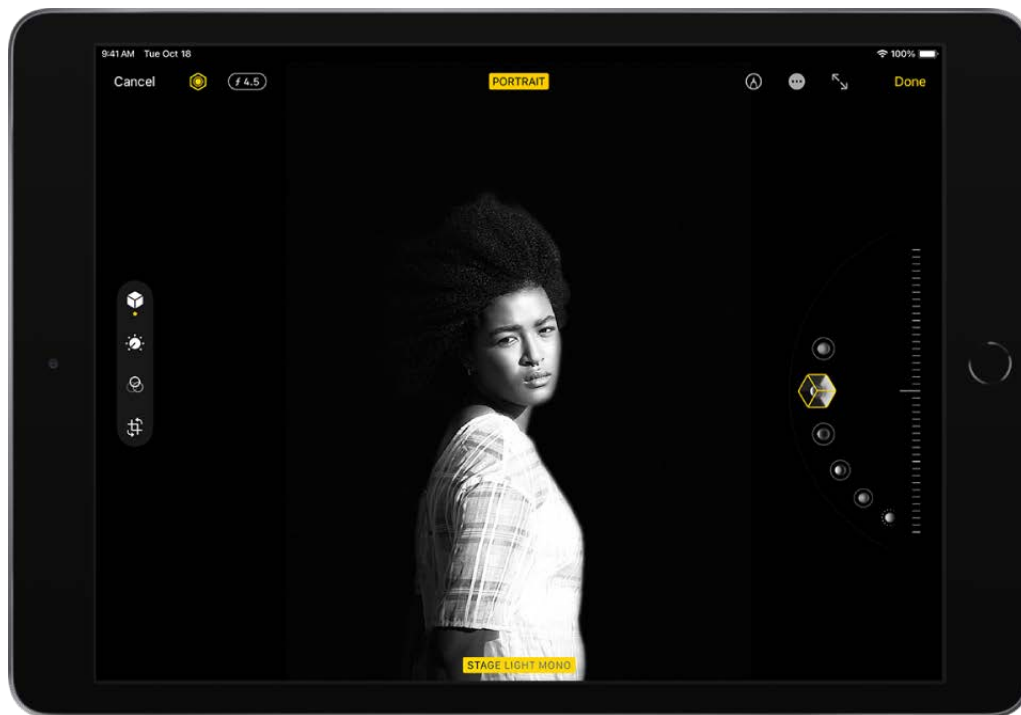 9:41 AM Tue Oct 18
100%
Cancel
ƒ 4.5
PORTRAIT
Done
STAGE LIGHT MONO